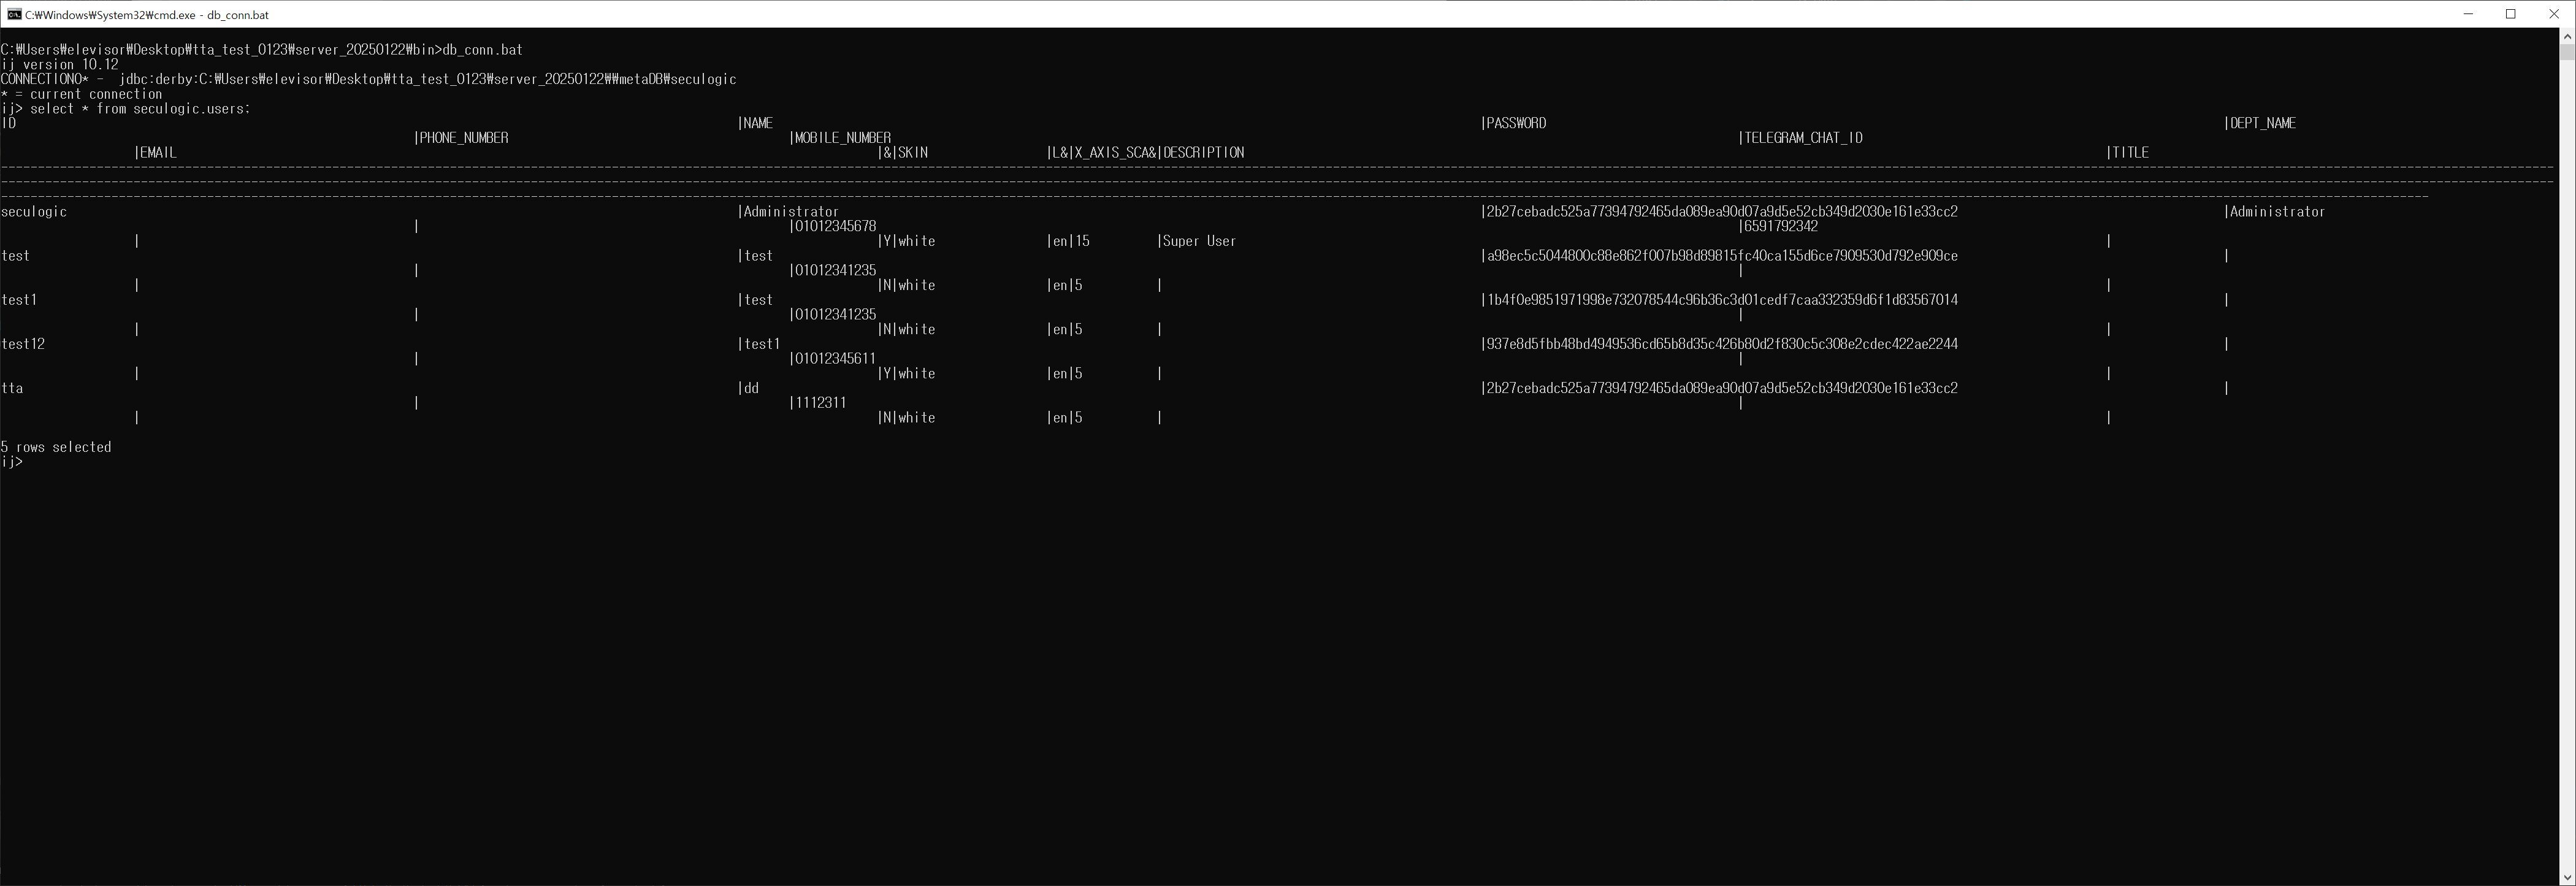 C:₩Windows₩System32₩cmd.exe - db_conn.bat
C:₩Users₩elevisor₩Desktop₩tta_test_0123₩server_20250122₩bin>db_conn.bat
ij version 10.12
CONNECTION0* - jdbc:derby:C:₩Users₩elevisor₩Desktop₩tta_test_0123₩server_20250122₩₩metaDB₩seculogic
* = current connection
ij> select * from seculogic.users;
ID |NAME |PASSWORD |DEPT_NAME
|PHONE_NUMBER |MOBILE_NUMBER |TELEGRAM_CHAT_ID
|EMAIL |&|SKIN |L&|X_AXIS_SCA&|DESCRIPTION |TITLE
seculogic |Administrator |2b27cebadc525a77394792465da089ea90d07a9d5e52cb349d2030e161e33cc2 |Administrator
| |01012345678 |6591792342
| |Y|white |en|15 |Super User |
test |test |a98ec5c5044800c88e862f007b98d89815fc40ca155d6ce7909530d792e909ce |
| |01012341235 |
| |N|white |en|5 | |
test1 |test |1b4f0e9851971998e732078544c96b36c3d01cedf7caa332359d6f1d83567014 |
| |01012341235 |
| |N|white |en|5 | |
test12 |test1 |937e8d5fbb48bd4949536cd65b8d35c426b80d2f830c5c308e2cdec422ae2244 |
| |01012345611 |
| |Y|white |en|5 | |
tta |dd |2b27cebadc525a77394792465da089ea90d07a9d5e52cb349d2030e161e33cc2 |
| |1112311 |
| |N|white |en|5 | |
5 rows selected
ij>